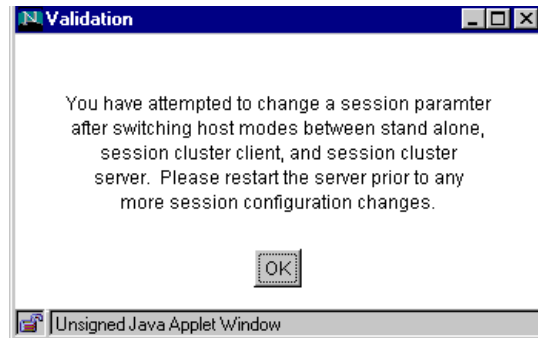 Validation
You have attempted to change a session paramter
after switching host modes between stand alone,
session cluster client, and session cluster
server. Please restart the server prior to any
more session configuration changes.
OK
Unsigned Java Applet Window